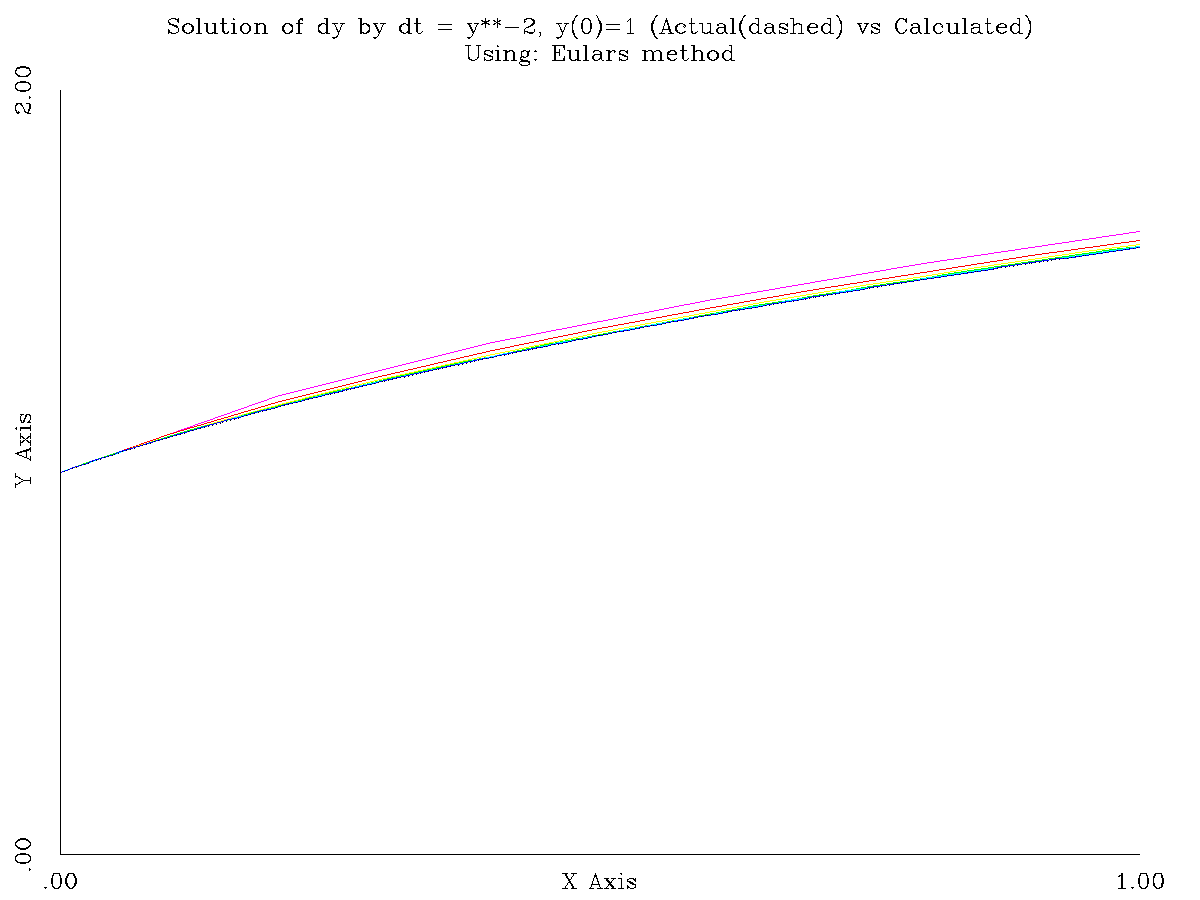 Solution of dy by dt = y**-2, y(0)=1 (Actual(dashed) vs Calculated)
Using: Eulars method
2.00
Y Axis
.00
.00
X Axis
1.00